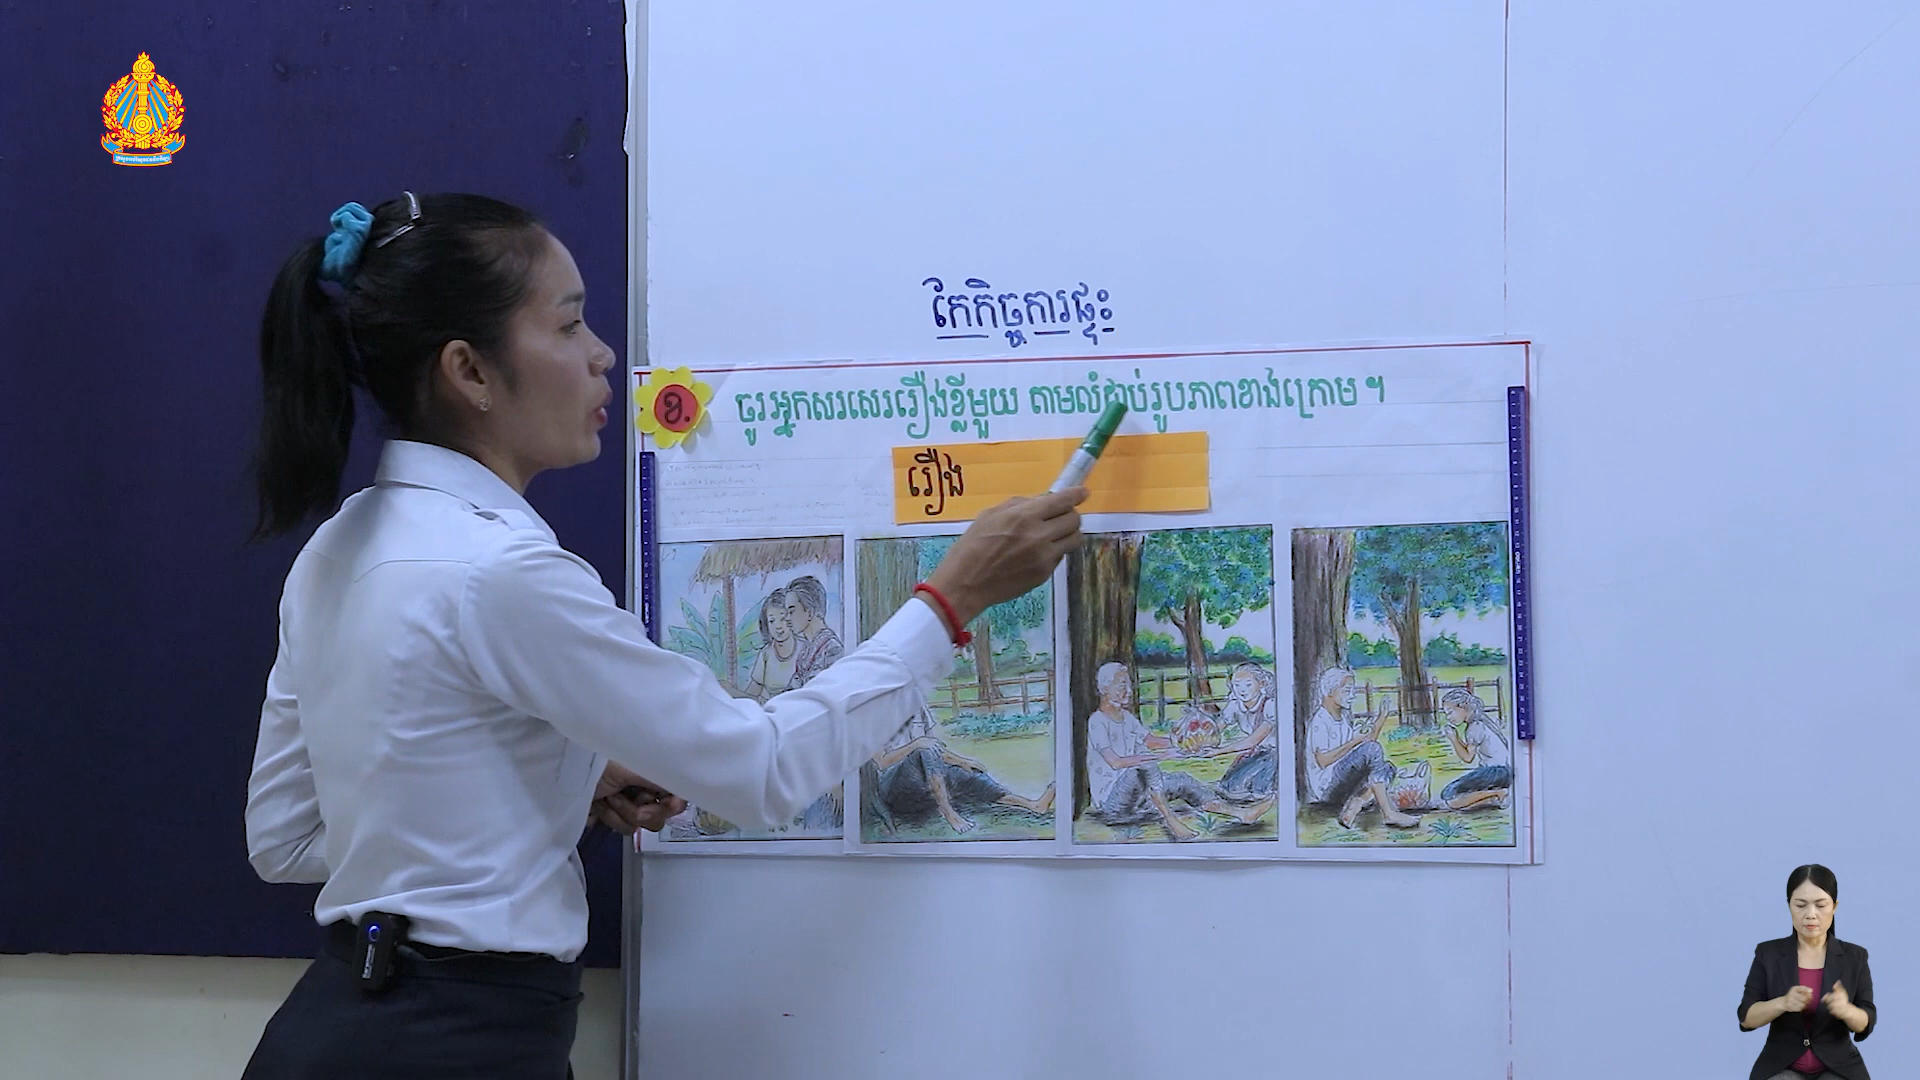 កែកិច្ចការផ្ទះ
ខ.
ចូរអ្នកសរសេររឿងខ្លីមួយ តាមលំដាប់រូបភាពខាងក្រោម ។
រឿង